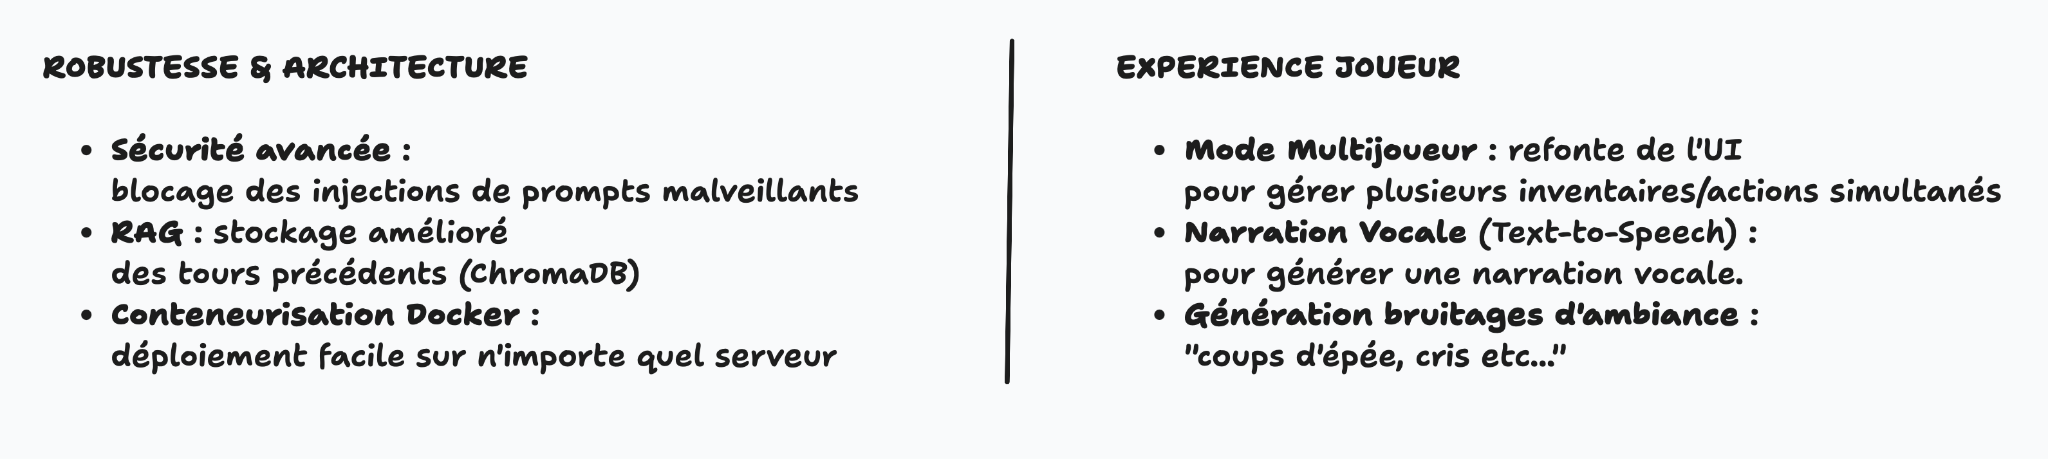 ROBUSTESSE & ARCHITECTURE
• Sécurité avancée :
blocage des injections de prompts malveillants
• RAG : stockage amélioré
des tours précédents (ChromaDB)
• Conteneurisation Docker :
déploiement facile sur n'importe quel serveur
EXPERIENCE JOUEUR
• Mode Multijoueur : refonte de l'UI
pour gérer plusieurs inventaires/actions simultanés
• Narration Vocale (Text-to-Speech) :
pour générer une narration vocale.
• Génération bruitages d'ambiance :
"coups d'épée, cris etc..."